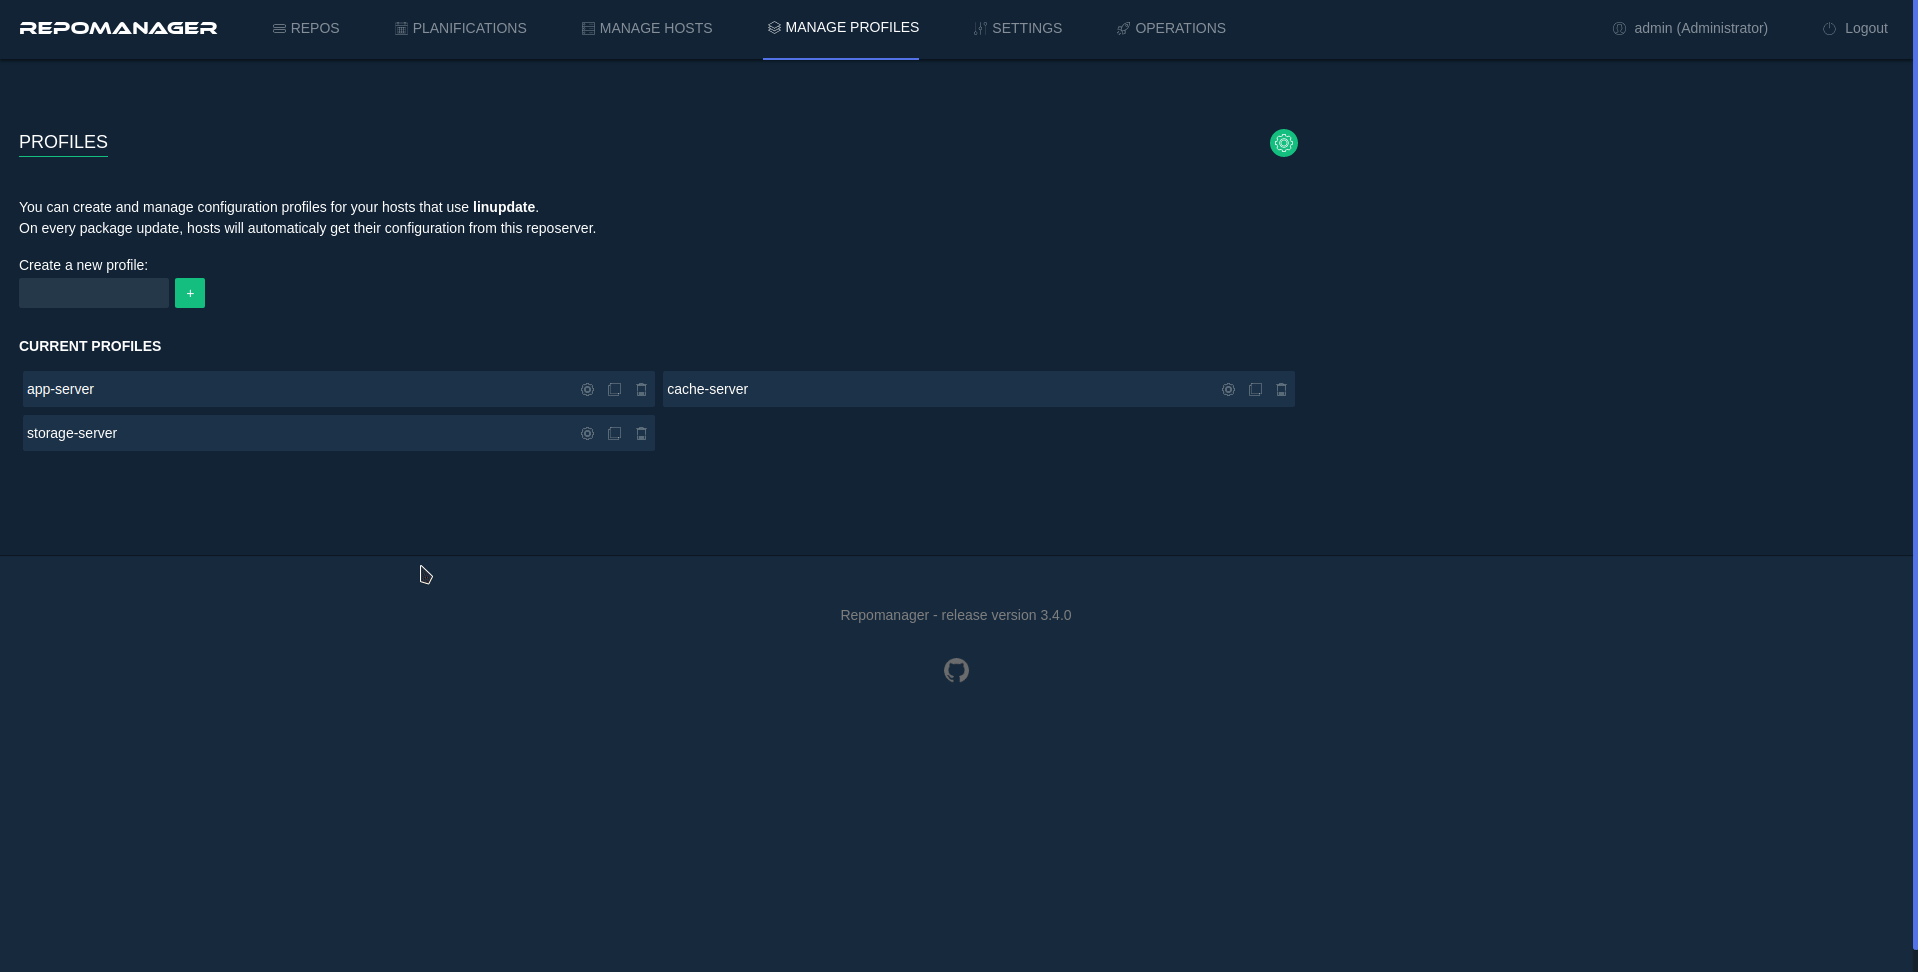 REPOMANAGER REPOS PLANIFICATIONS MANAGE HOSTS MANAGE PROFILES SETTINGS OPERATIONS admin (Administrator) Logout
PROFILES
You can create and manage configuration profiles for your hosts that use linupdate.
On every package update, hosts will automaticaly get their configuration from this reposerver.
Create a new profile:
+
CURRENT PROFILES
app-server
cache-server
storage-server
Repomanager - release version 3.4.0